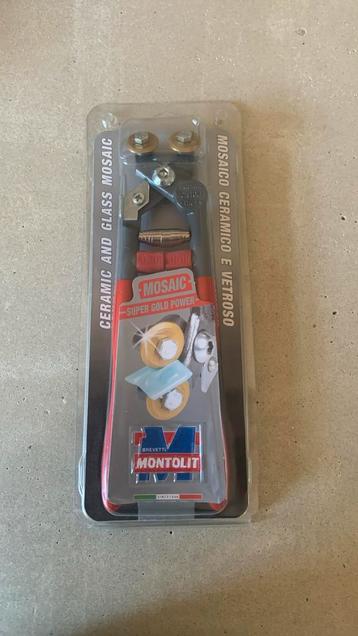 CERAMIC AND GLASS MOSAIC
MOSAICO CERAMICO E VETROSO
MOSAIC
SUPER GOLD POWER
BREVETTI
MONTOLIT